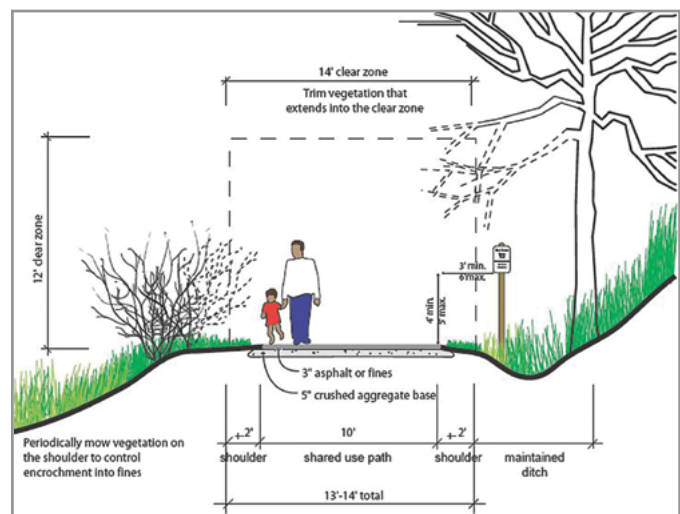 14' clear zone
Trim vegetation that
extends into the clear zone
12' clear zone
3' min.
6' max.
4' min.
5' max.
3" asphalt or fines
5" crushed aggregate base
+2'
10'
+2'
shoulder
shared use path
shoulder
maintained
ditch
Periodically mow vegetation on
the shoulder to control
encrochment into fines
13'-14' total